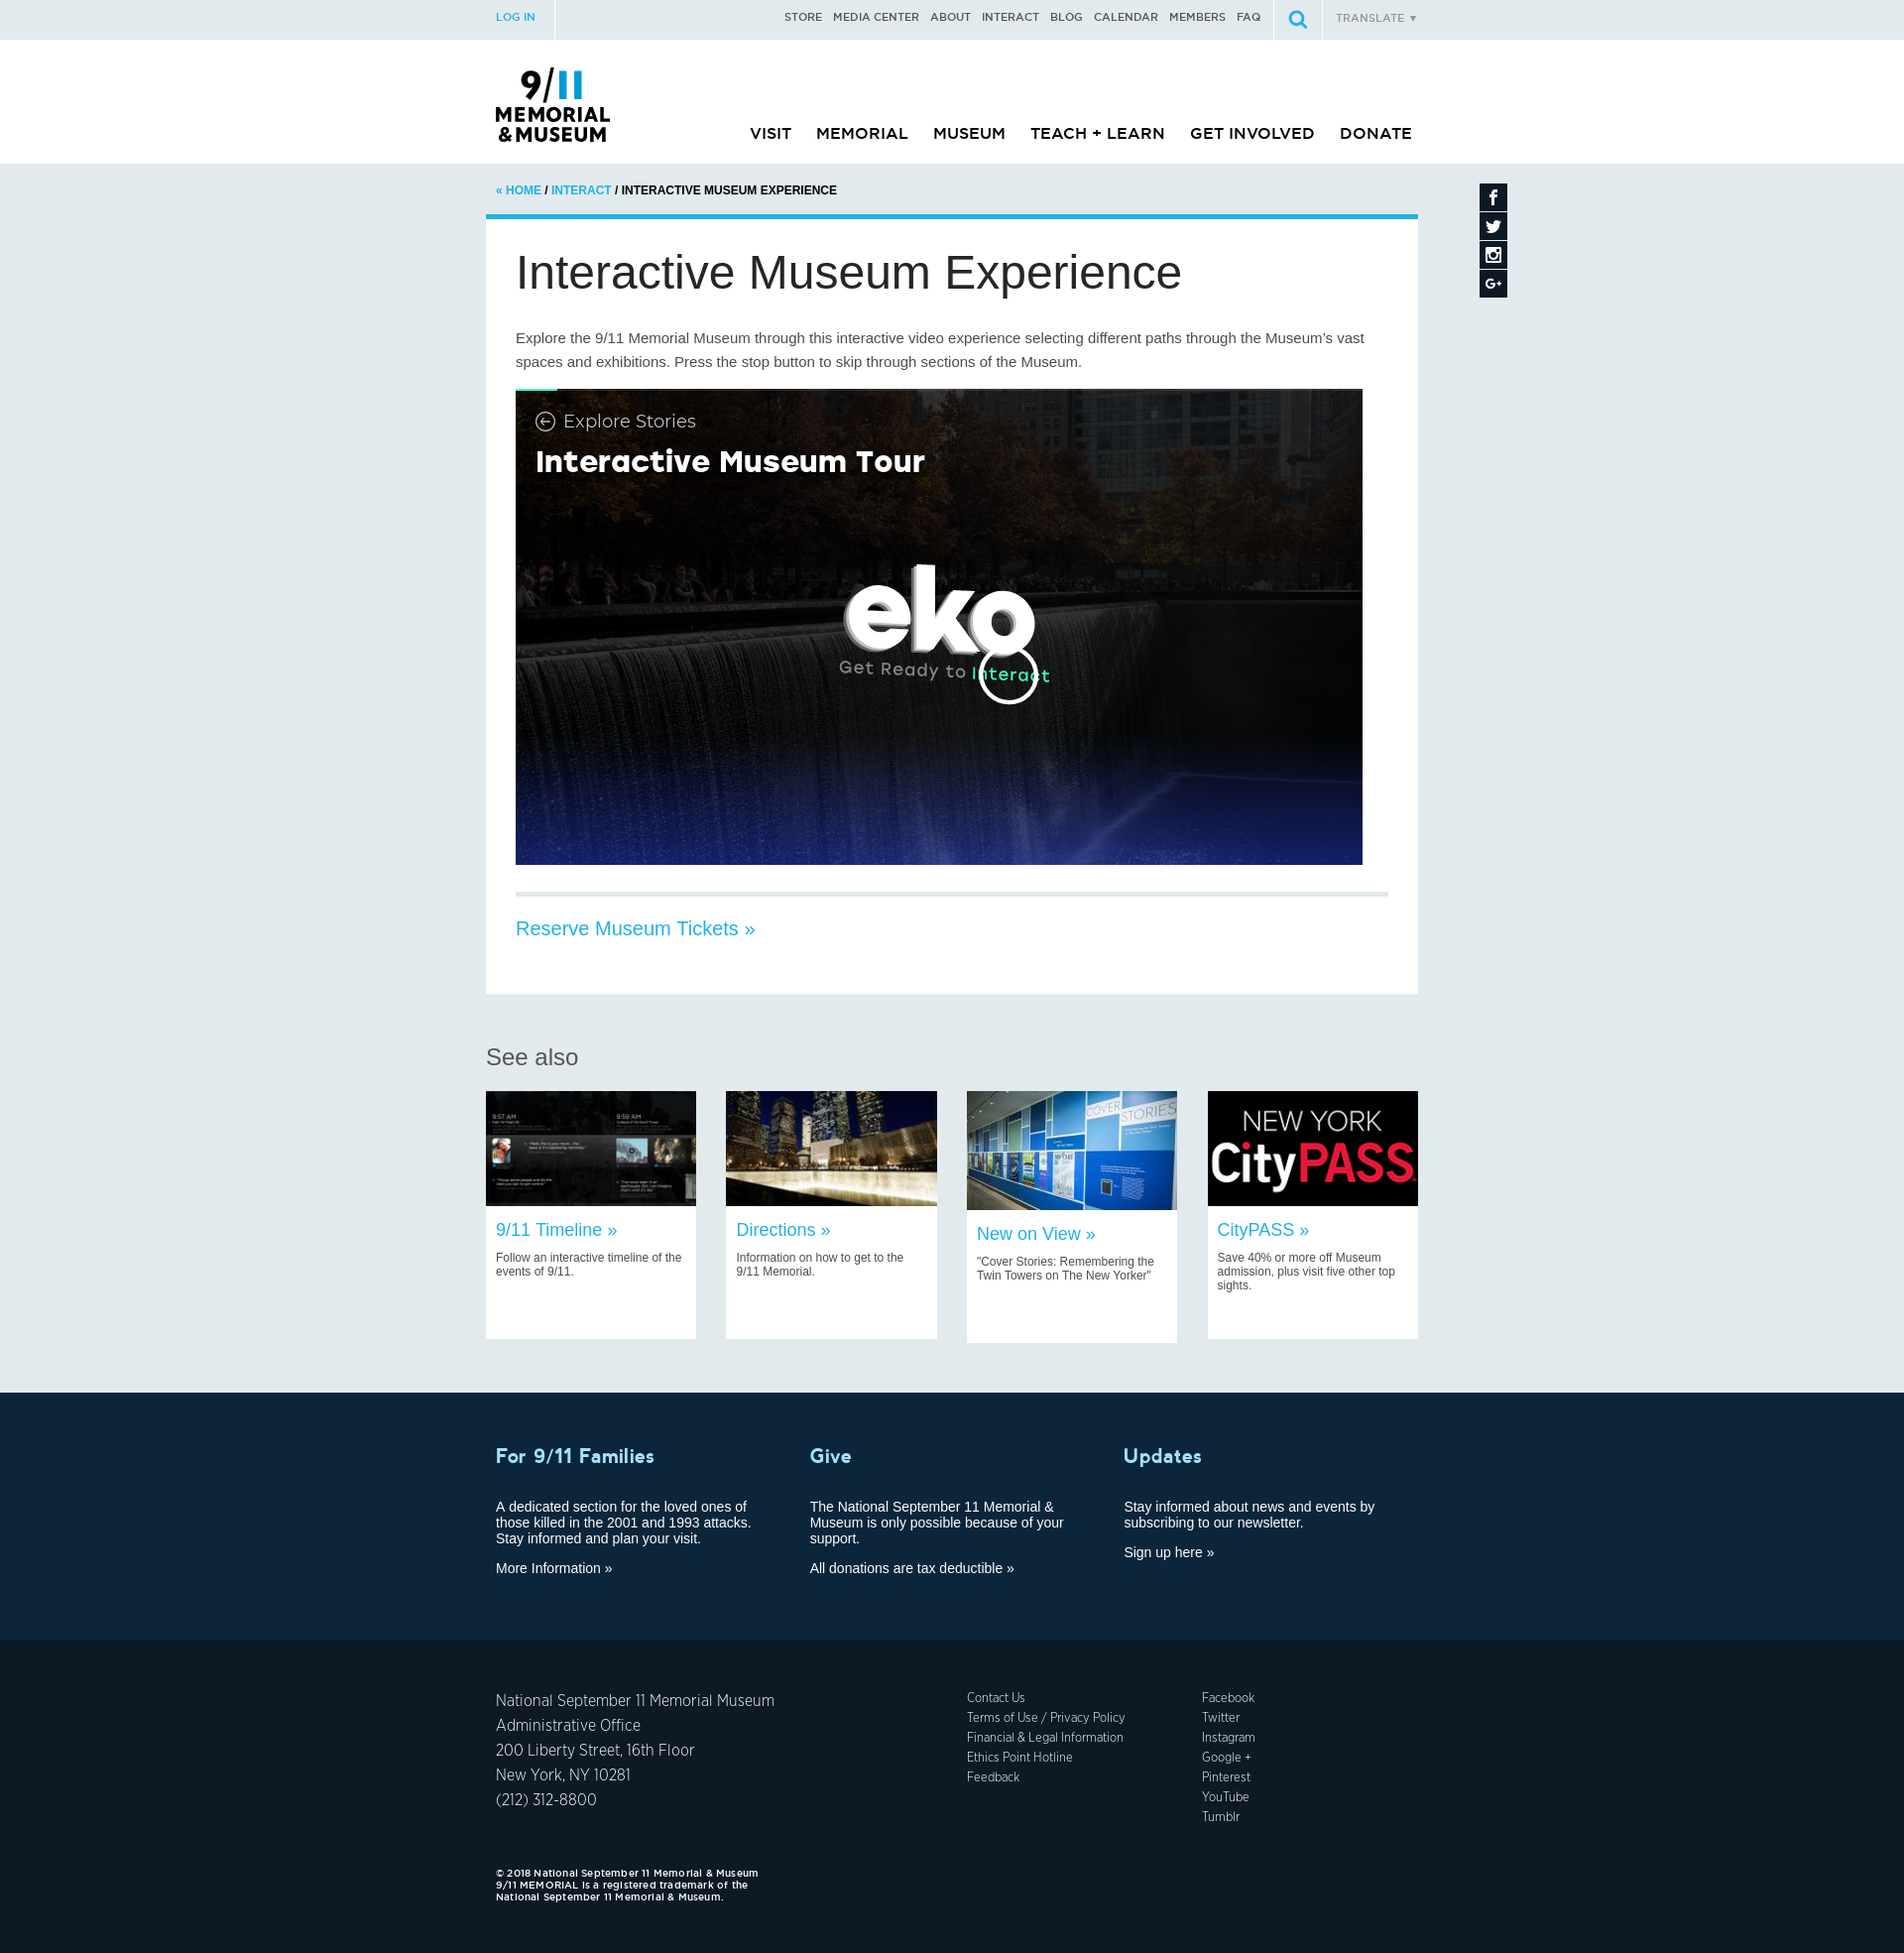 LOG IN
STORE MEDIA CENTER ABOUT INTERACT BLOG CALENDAR MEMBERS FAQ
TRANSLATE ▼
9/11
MEMORIAL
&MUSEUM
VISIT MEMORIAL MUSEUM TEACH + LEARN GET INVOLVED DONATE
« HOME / INTERACT / INTERACTIVE MUSEUM EXPERIENCE
Interactive Museum Experience
Explore the 9/11 Memorial Museum through this interactive video experience selecting different paths through the Museum’s vast
spaces and exhibitions. Press the stop button to skip through sections of the Museum.
Explore Stories
Interactive Museum Tour
eko
Get Ready to Interact
Reserve Museum Tickets »
See also
9:57 AM
9:59 AM
COVER STORIES
NEW YORK
CityPASS
9/11 Timeline »
Follow an interactive timeline of the
events of 9/11.
Directions »
Information on how to get to the
9/11 Memorial.
New on View »
"Cover Stories: Remembering the
Twin Towers on The New Yorker"
CityPASS »
Save 40% or more off Museum
admission, plus visit five other top
sights.
For 9/11 Families
A dedicated section for the loved ones of
those killed in the 2001 and 1993 attacks.
Stay informed and plan your visit.
More Information »
Give
The National September 11 Memorial &
Museum is only possible because of your
support.
All donations are tax deductible »
Updates
Stay informed about news and events by
subscribing to our newsletter.
Sign up here »
National September 11 Memorial Museum
Administrative Office
200 Liberty Street, 16th Floor
New York, NY 10281
(212) 312-8800
Contact Us
Terms of Use / Privacy Policy
Financial & Legal Information
Ethics Point Hotline
Feedback
Facebook
Twitter
Instagram
Google +
Pinterest
YouTube
Tumblr
© 2018 National September 11 Memorial & Museum
9/11 MEMORIAL is a registered trademark of the
National September 11 Memorial & Museum.